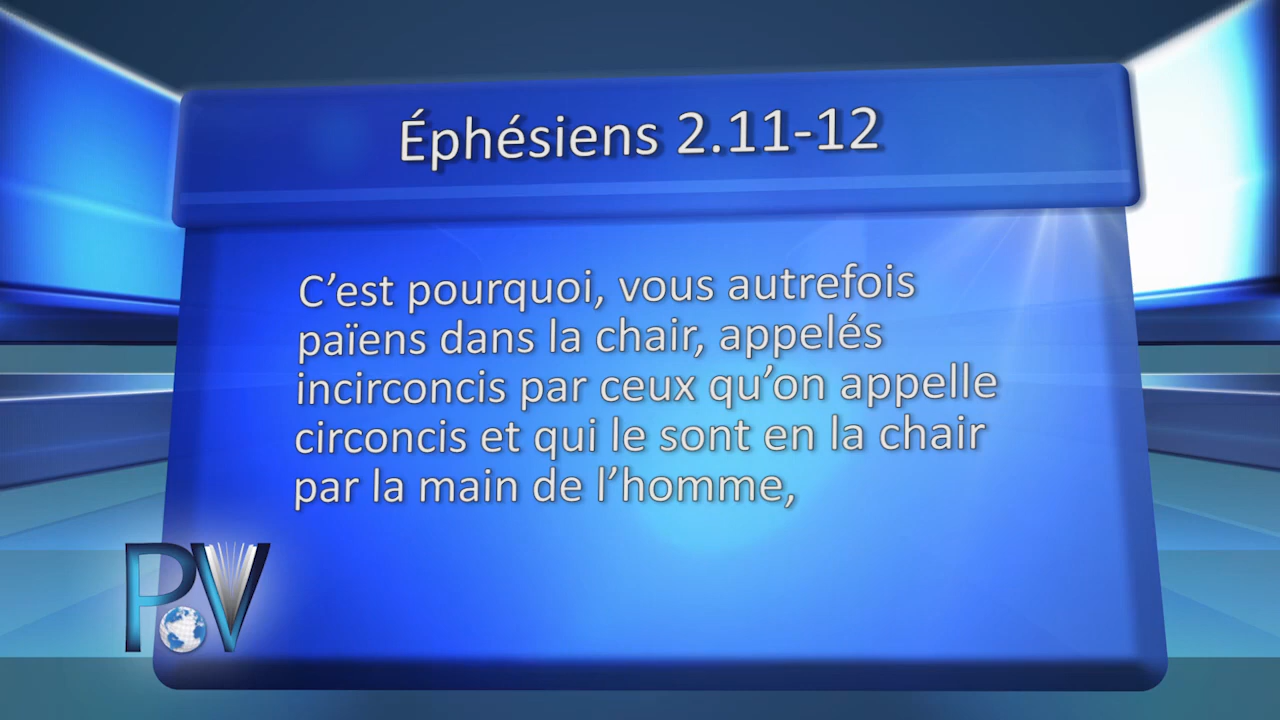 Éphésiens 2.11-12
C’est pourquoi, vous autrefois
païens dans la chair, appelés
incirconcis par ceux qu’on appelle
circoncis et qui le sont en la chair
par la main de l’homme,
PV